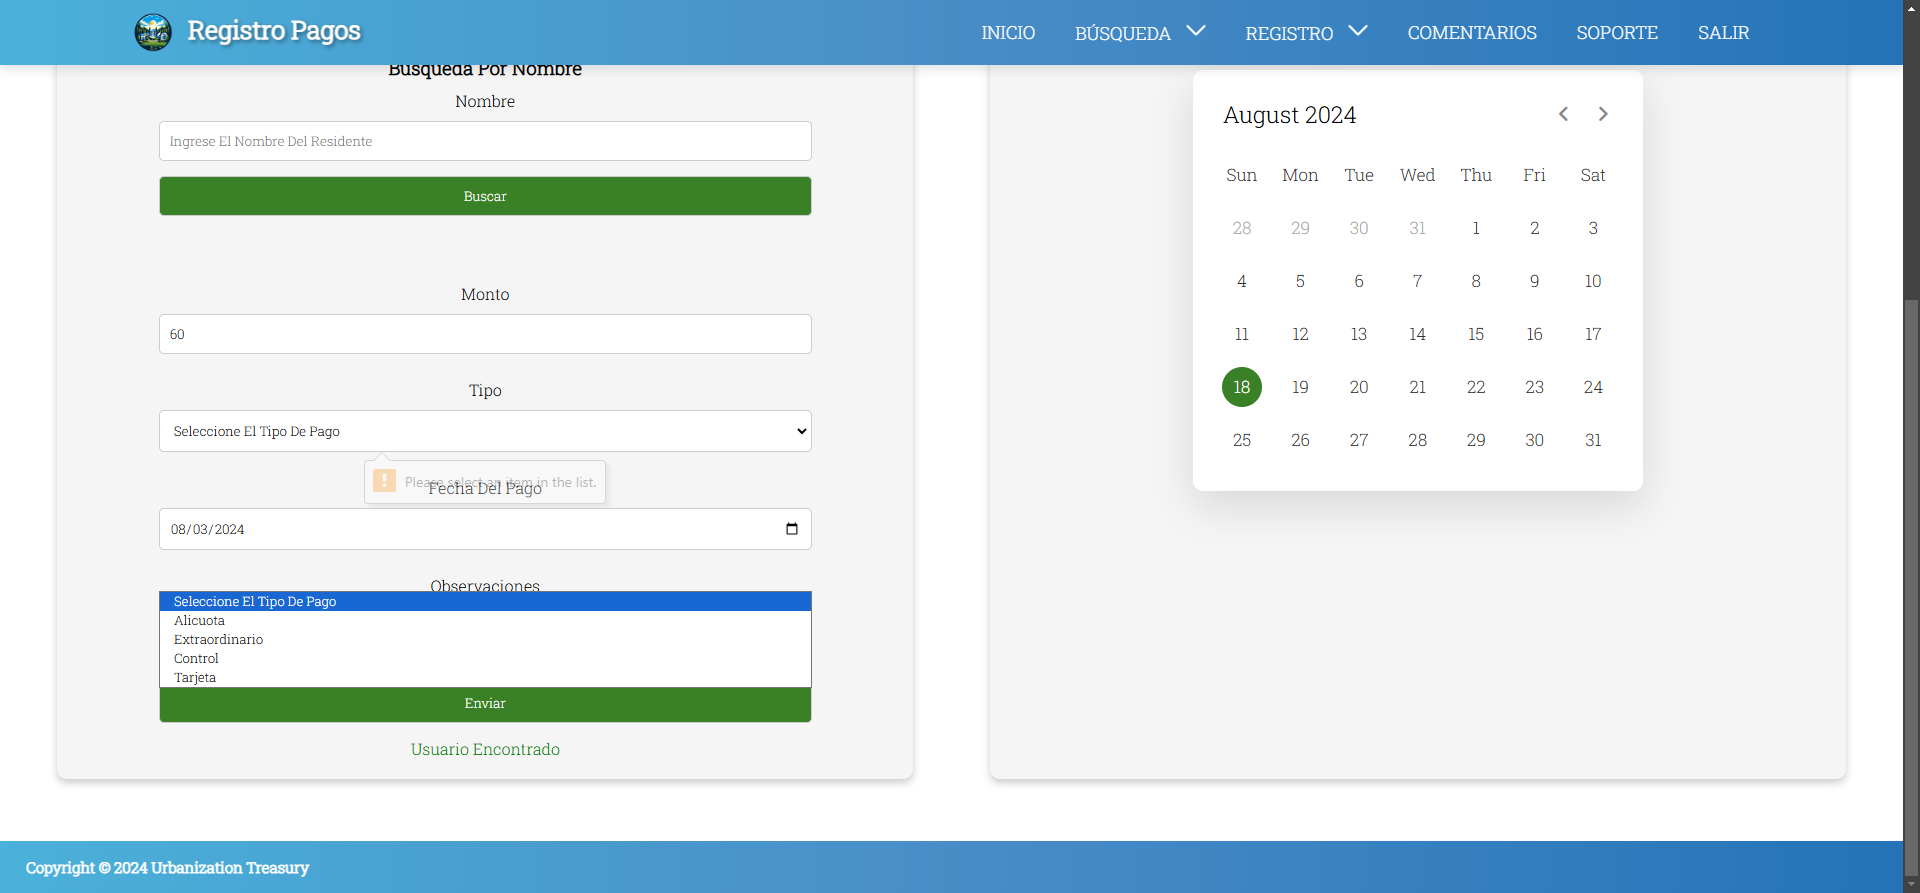 Registro Pagos
INICIO
BÚSQUEDA
REGISTRO
COMENTARIOS
SOPORTE
SALIR
Búsqueda Por Nombre
Nombre
Ingrese El Nombre Del Residente
Buscar
Monto
60
Tipo
Seleccione El Tipo De Pago
Please select an item in the list.
Fecha Del Pago
08/03/2024
Observaciones
Seleccione El Tipo De Pago
Alicuota
Extraordinario
Control
Tarjeta
Enviar
Usuario Encontrado
August 2024
Sun Mon Tue Wed Thu Fri Sat
28 29 30 31 1 2 3
4 5 6 7 8 9 10
11 12 13 14 15 16 17
18 19 20 21 22 23 24
25 26 27 28 29 30 31
Copyright © 2024 Urbanization Treasury